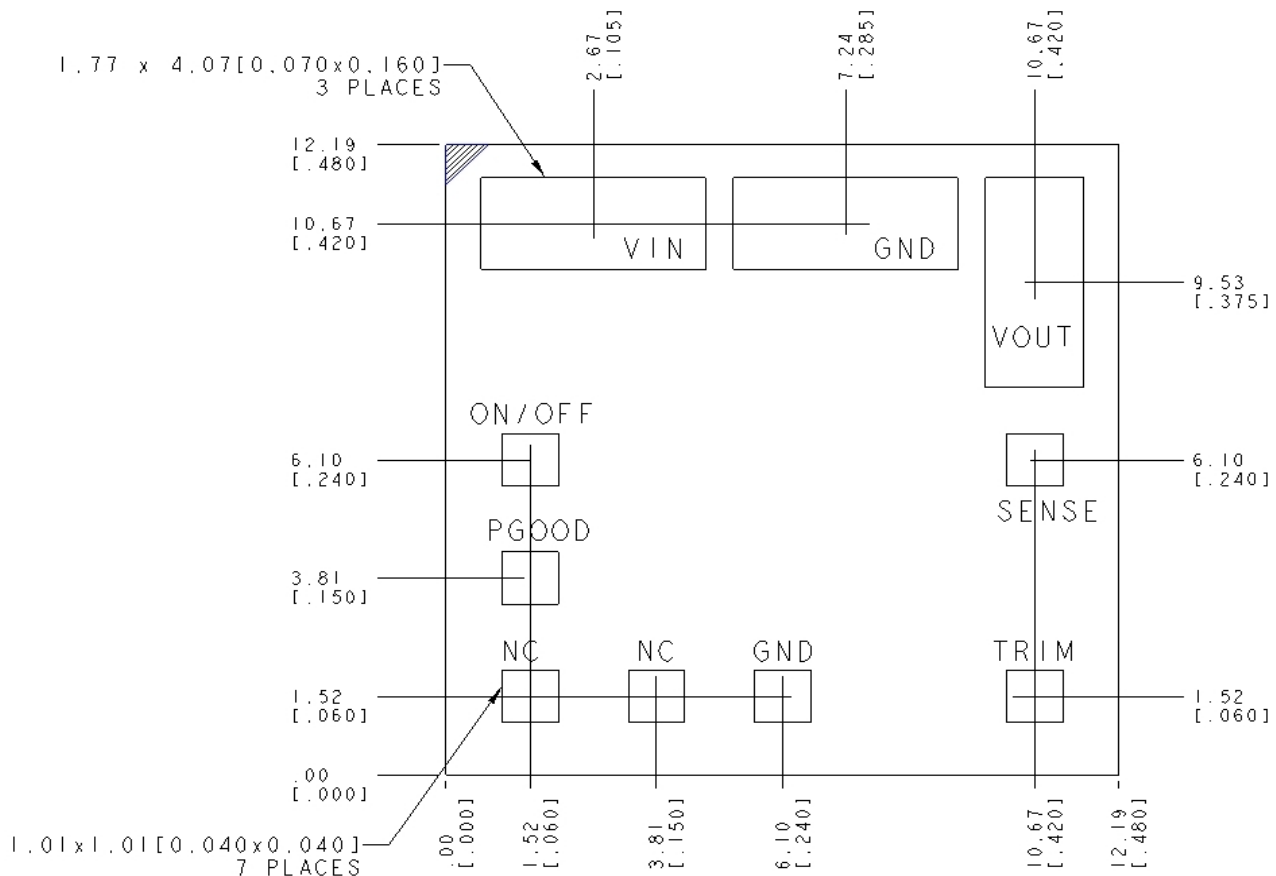 2.67
[.105]
7.24
[.285]
10.67
[.420]
1.77 x 4.07[0.070x0.160]
3 PLACES
12.19
[.480]
10.67
[.420]
VIN
GND
9.53
[.375]
VOUT
ON/OFF
6.10
[.240]
6.10
[.240]
SENSE
PGOOD
3.81
[.150]
NC
NC
GND
TRIM
1.52
[.060]
1.52
[.060]
.00
[.000]
1.01x1.01[0.040x0.040]
7 PLACES
.00
[.000]
1.52
[.060]
3.81
[.150]
6.10
[.240]
10.67
[.420]
12.19
[.480]